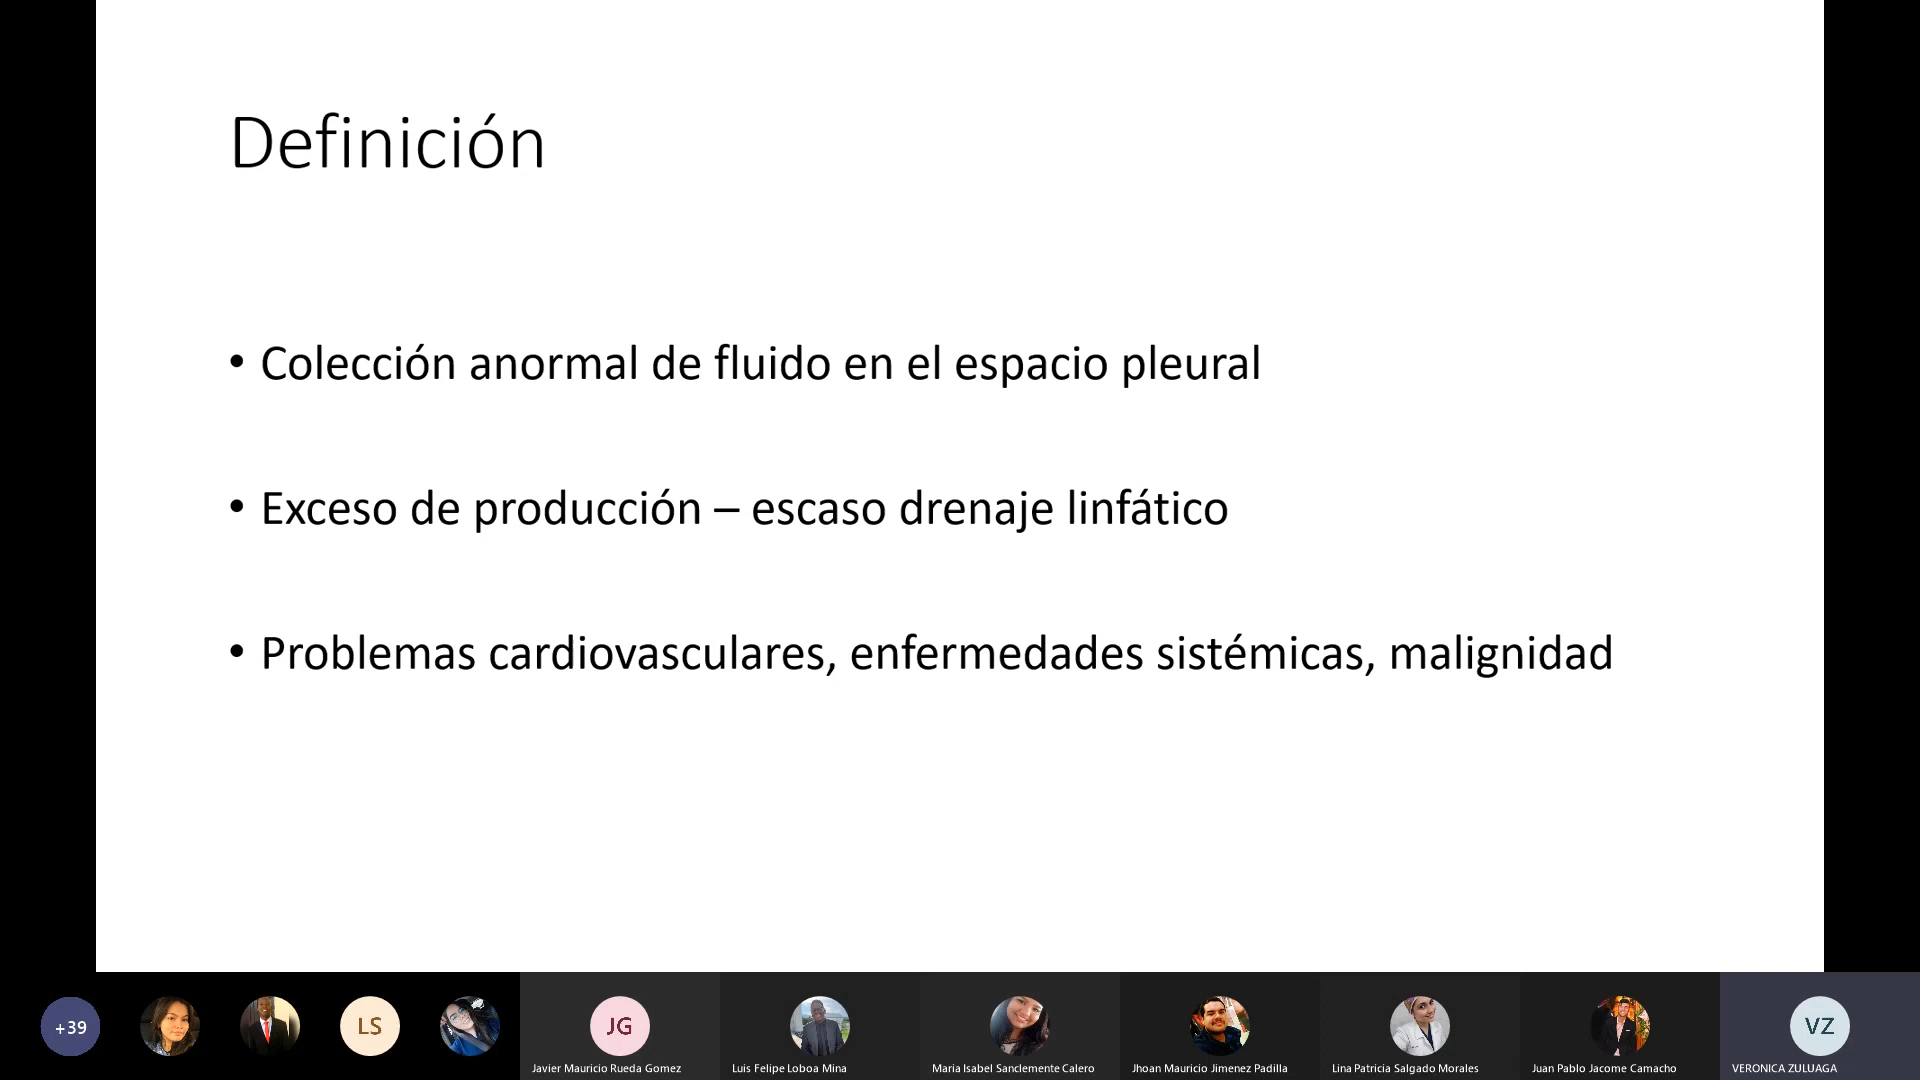 Definición
• Colección anormal de fluido en el espacio pleural
• Exceso de producción – escaso drenaje linfático
• Problemas cardiovasculares, enfermedades sistémicas, malignidad
+39
LS
JG
VZ
Javier Mauricio Rueda Gomez
Luis Felipe Loboa Mina
Maria Isabel Sanclemente Calero
Jhoan Mauricio Jimenez Padilla
Lina Patricia Salgado Morales
Juan Pablo Jacome Camacho
VERONICA ZULUAGA